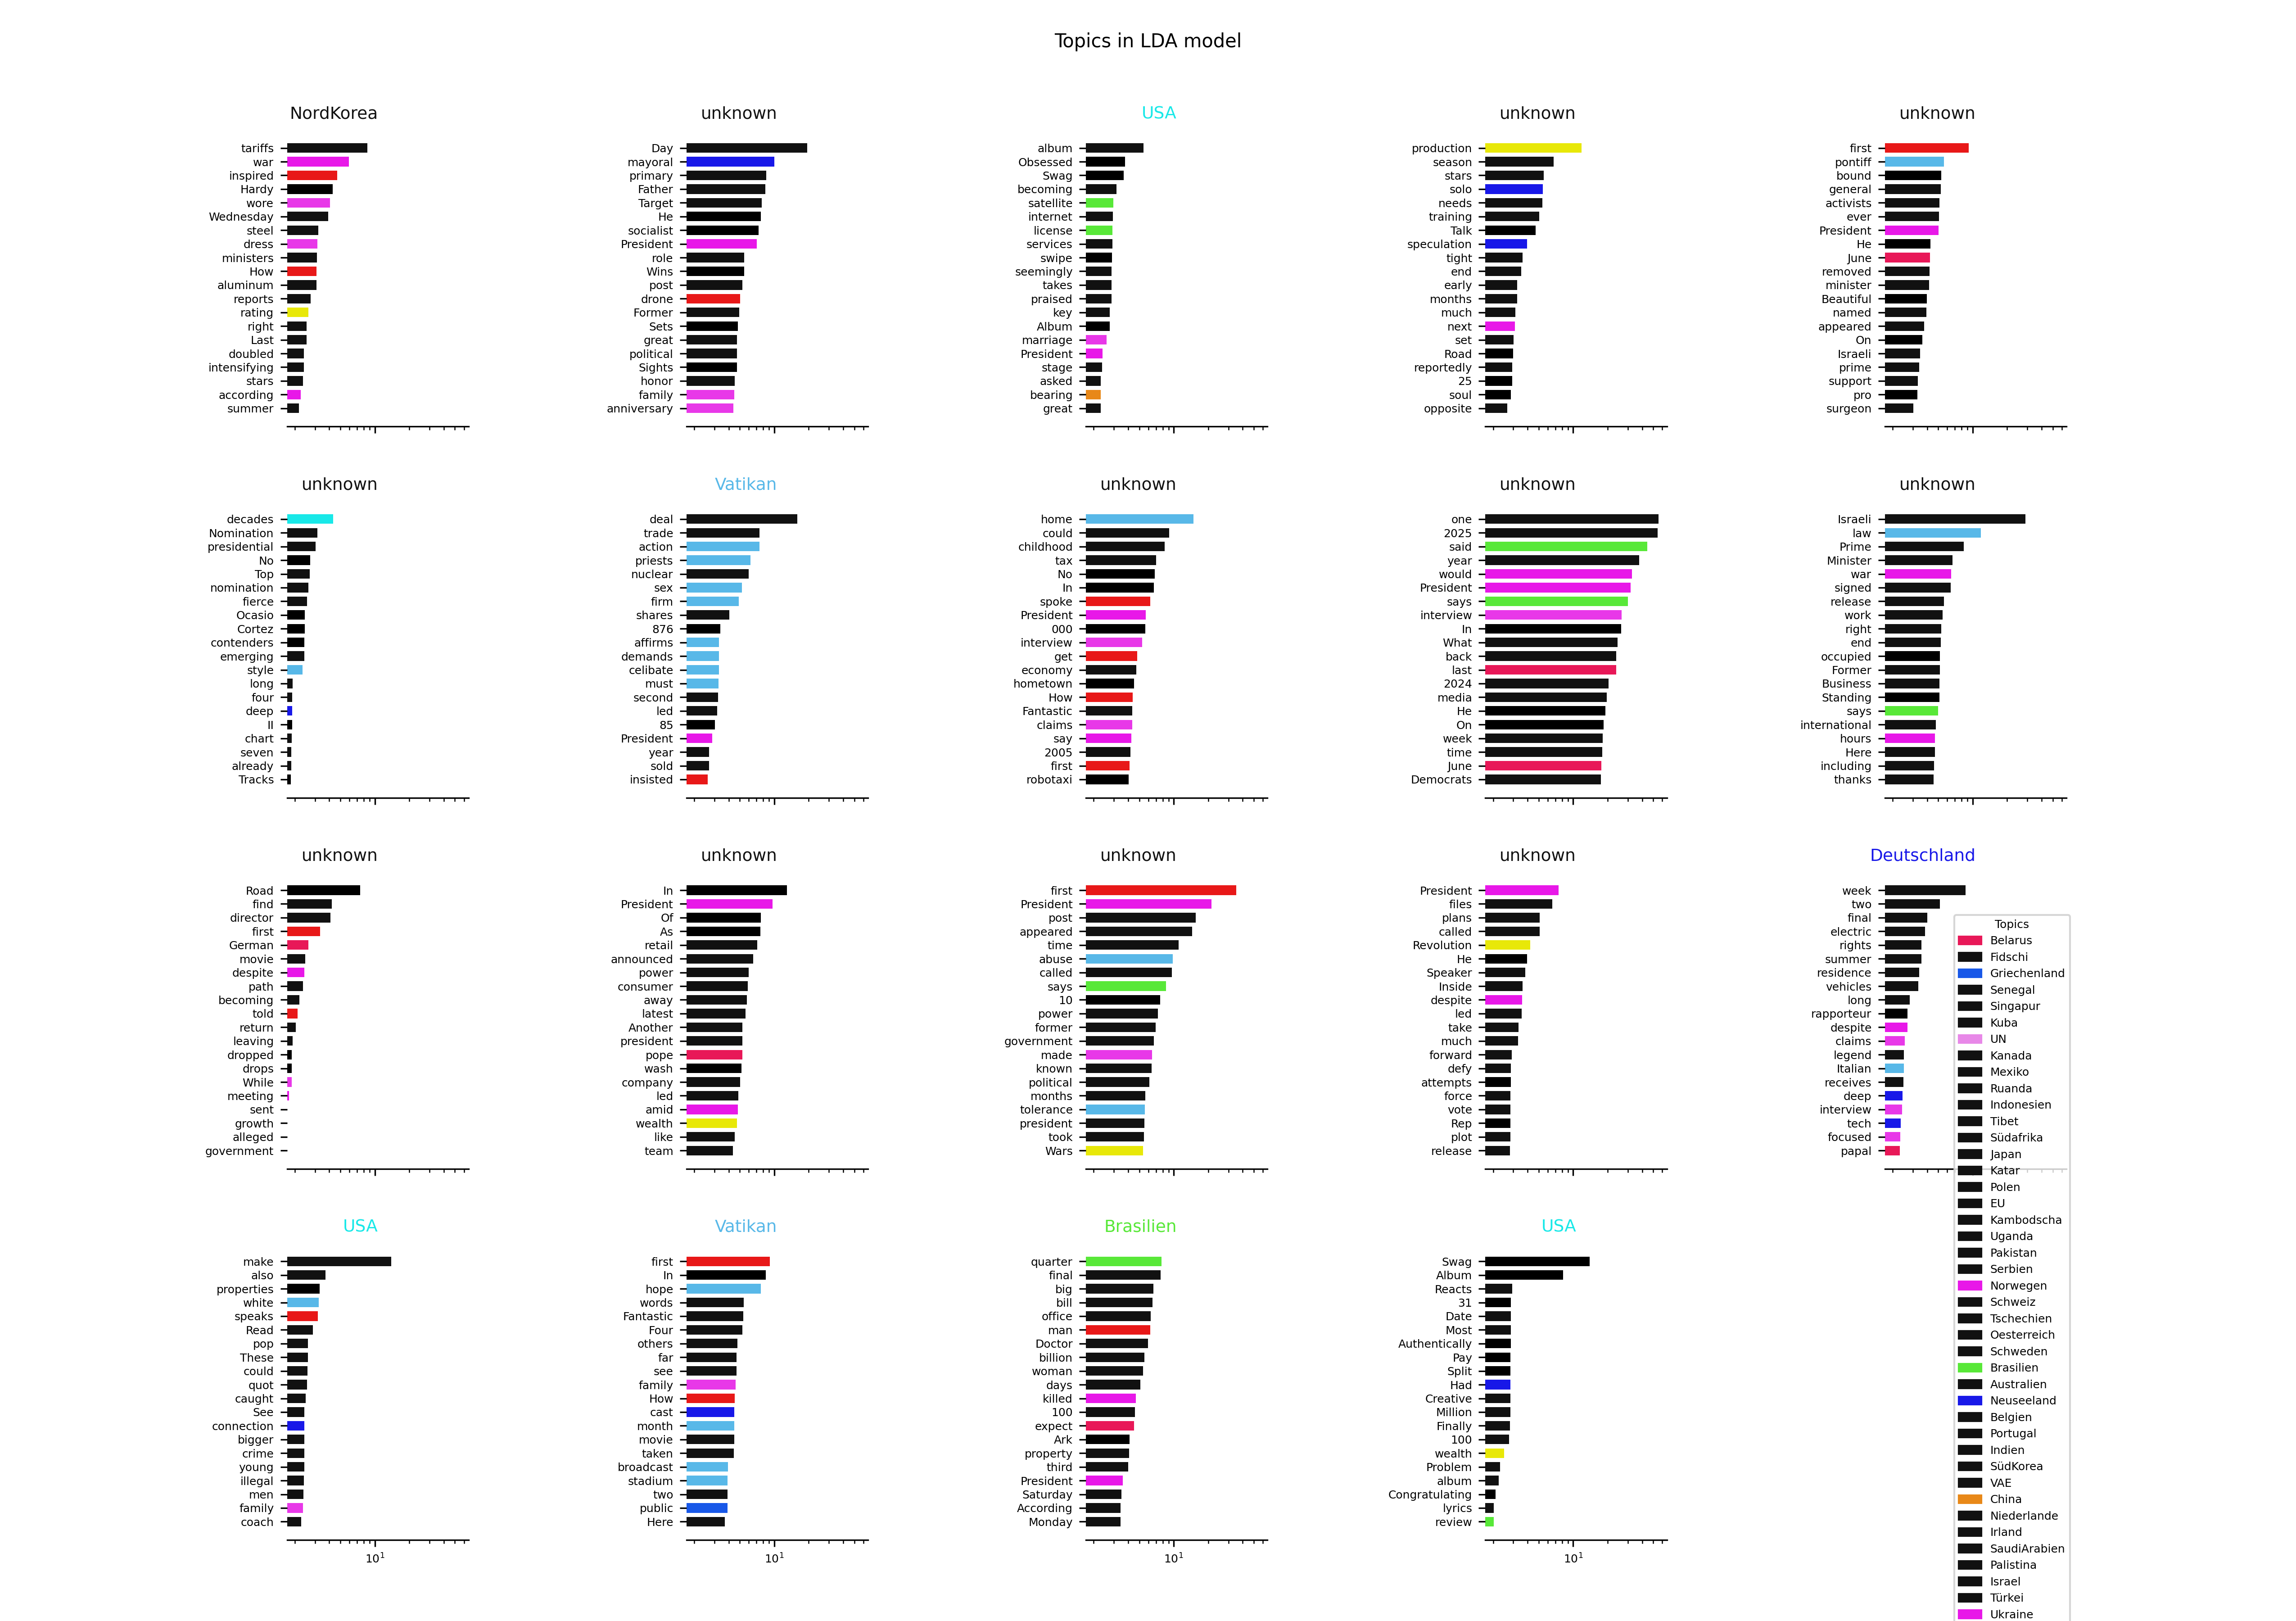 Topics in LDA model
NordKorea
tariffs
war
inspired
Hardy
wore
Wednesday
steel
dress
ministers
How
aluminum
reports
rating
right
Last
doubled
intensifying
stars
according
summer
unknown
Day
mayoral
primary
Father
Target
He
socialist
President
role
Wins
post
drone
Former
Sets
great
political
Sights
honor
family
anniversary
USA
album
Obsessed
Swag
becoming
satellite
internet
license
services
swipe
seemingly
takes
praised
key
Album
marriage
President
stage
asked
bearing
great
unknown
production
season
stars
solo
needs
training
Talk
speculation
tight
end
early
months
much
next
set
Road
reportedly
25
soul
opposite
unknown
first
pontiff
bound
general
activists
ever
President
He
June
removed
minister
Beautiful
named
appeared
On
Israeli
prime
support
pro
surgeon
unknown
decades
Nomination
presidential
No
Top
nomination
fierce
Ocasio
Cortez
contenders
emerging
style
long
four
deep
II
chart
seven
already
Tracks
Vatikan
deal
trade
action
priests
nuclear
sex
firm
shares
876
affirms
demands
celibate
must
second
led
85
President
year
sold
insisted
unknown
home
could
childhood
tax
No
In
spoke
President
000
interview
get
economy
hometown
How
Fantastic
claims
say
2005
first
robotaxi
unknown
one
2025
said
year
would
President
says
interview
In
What
back
last
2024
media
He
On
week
time
June
Democrats
unknown
Israeli
law
Prime
Minister
war
signed
release
work
right
end
occupied
Former
Business
Standing
says
international
hours
Here
including
thanks
unknown
Road
find
director
first
German
movie
despite
path
becoming
told
return
leaving
dropped
drops
While
meeting
sent
growth
alleged
government
unknown
In
President
Of
As
retail
announced
power
consumer
away
latest
Another
president
pope
wash
company
led
amid
wealth
like
team
unknown
first
President
post
appeared
time
abuse
called
says
10
power
former
government
made
known
political
months
tolerance
president
took
Wars
unknown
President
files
plans
called
Revolution
He
Speaker
Inside
despite
led
take
much
forward
defy
attempts
force
vote
Rep
plot
release
Deutschland
week
two
final
electric
rights
summer
residence
vehicles
long
rapporteur
despite
claims
legend
Italian
receives
deep
interview
tech
focused
papal
USA
make
also
properties
white
speaks
Read
pop
These
could
quot
caught
See
connection
bigger
crime
young
illegal
men
family
coach
10¹
Vatikan
first
In
hope
words
Fantastic
Four
others
far
see
family
How
cast
month
movie
taken
broadcast
stadium
two
public
Here
10¹
Brasilien
quarter
final
big
bill
office
man
Doctor
billion
woman
days
killed
100
expect
Ark
property
third
President
Saturday
According
Monday
10¹
USA
Swag
Album
Reacts
31
Date
Most
Authentically
Pay
Split
Had
Creative
Million
Finally
100
wealth
Problem
album
Congratulating
lyrics
review
10¹
Topics
Belarus
Fidschi
Griechenland
Senegal
Singapur
Kuba
UN
Kanada
Mexiko
Ruanda
Indonesien
Tibet
Südafrika
Japan
Katar
Polen
EU
Kambodscha
Uganda
Pakistan
Serbien
Norwegen
Schweiz
Tschechien
Oesterreich
Schweden
Brasilien
Australien
Neuseeland
Belgien
Portugal
Indien
SüdKorea
VAE
China
Niederlande
Irland
SaudiArabien
Palistina
Israel
Türkei
Ukraine